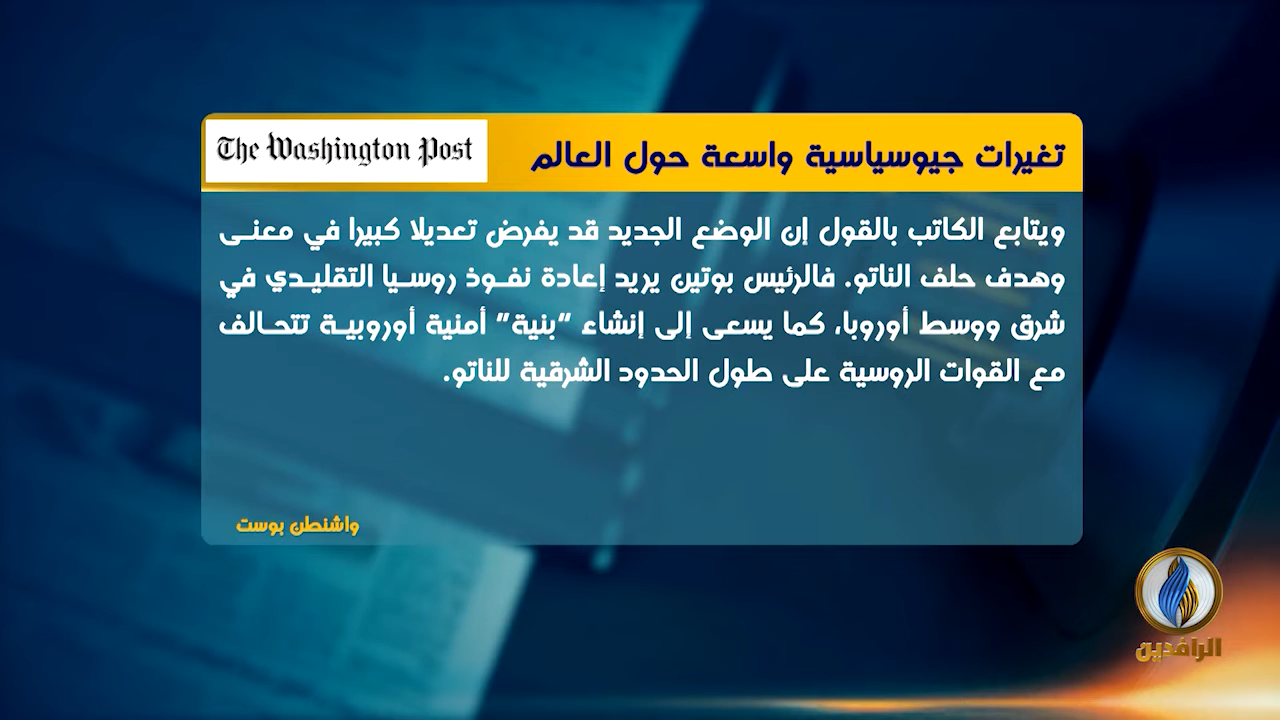 The Washington Post
تغيرات جيوسياسية واسعة حول العالم
ويتابع الكاتب بالقول إن الوضع الجديد قد يفرض تعديلا كبيرا في معنى
وهدف حلف الناتو. فالرئيس بوتين يريد إعادة نفوذ روسيا التقليدي في
شرق ووسط أوروبا، كما يسعى إلى إنشاء "بنية" أمنية أوروبية تتحالف
مع القوات الروسية على طول الحدود الشرقية للناتو.
واشنطن بوست
الرافدين